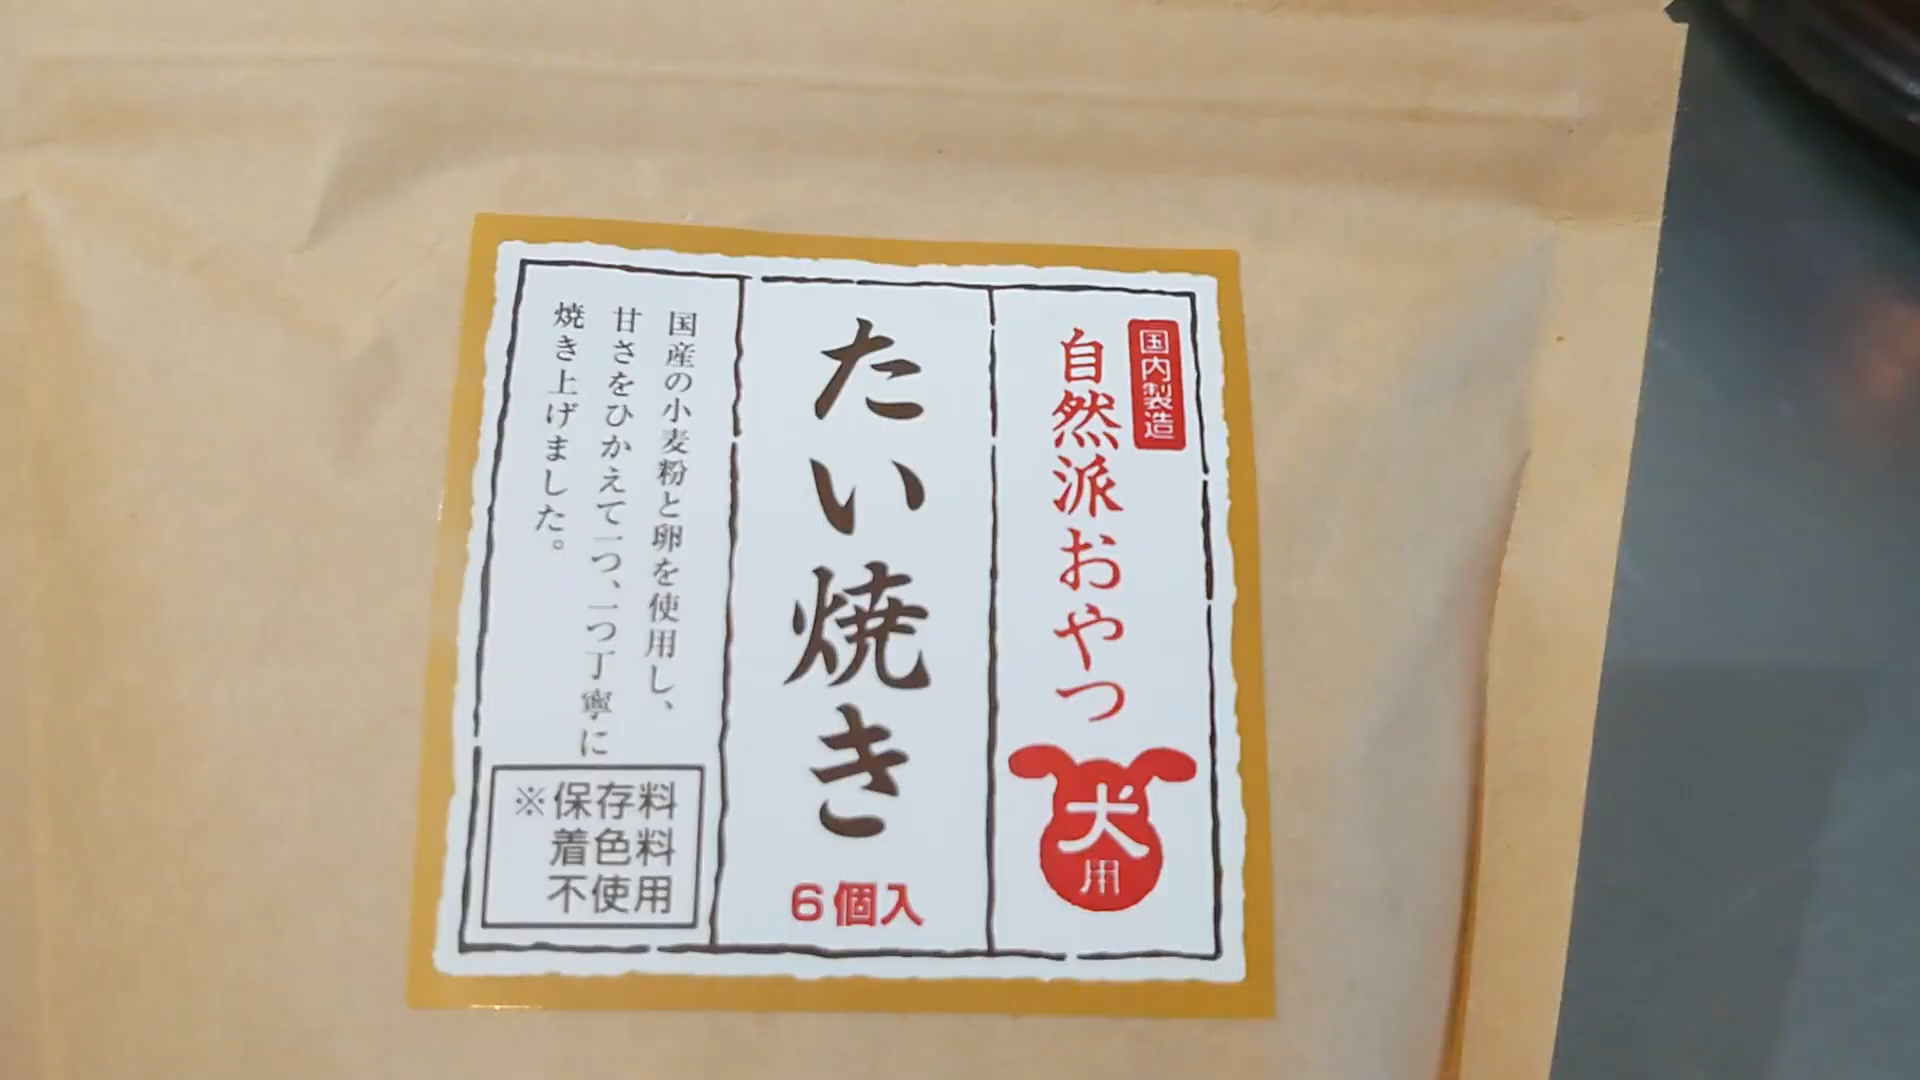 国内製造
自然派おやつ
犬
用
たい焼き
6個入
国産の小麦粉と卵を使用し、
甘さをひかえて一つ、一つ丁寧に
焼き上げました。
※保存料
着色料
不使用